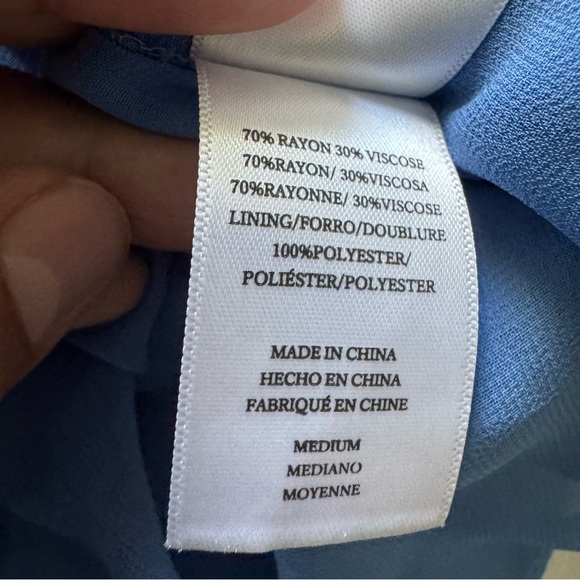 70% RAYON 30% VISCOSE
70%RAYON/ 30%VISCOSA
70%RAYONNE/ 30%VISCOSE
LINING/FORRO/DOUBLURE
100%POLYESTER/
POLIÉSTER/POLYESTER
MADE IN CHINA
HECHO EN CHINA
FABRIQUÉ EN CHINE
MEDIUM
MEDIANO
MOYENNE